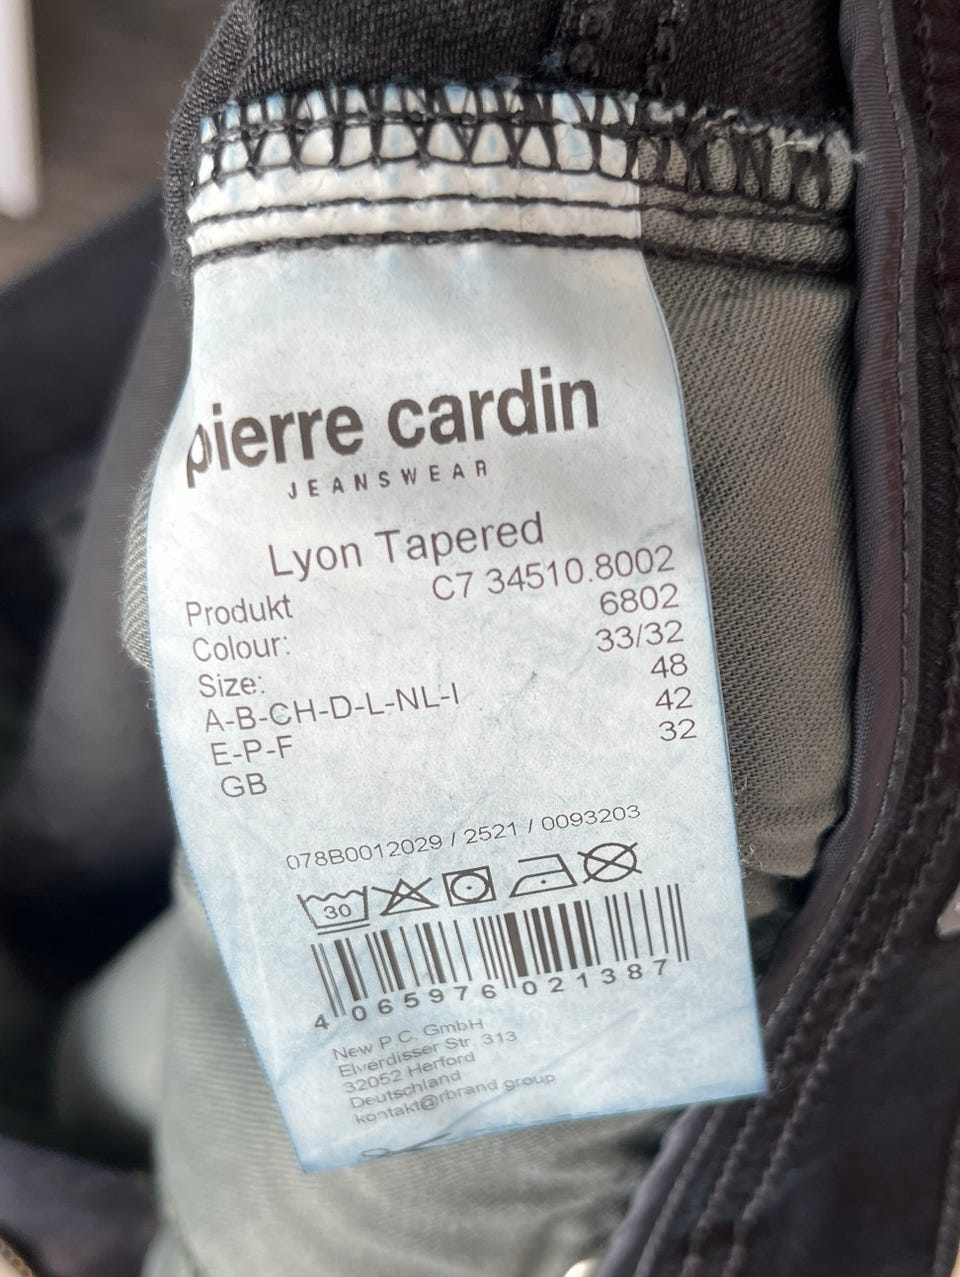 pierre cardin
JEANSWEAR
Lyon Tapered
Produkt C7 34510.8002
Colour: 6802
Size: 33/32
A-B-CH-D-L-NL-I 48
E-P-F 42
GB 32
078B0012029 / 2521 / 0093203
30
4 065976 021387
New P.C. GmbH
Elverdisser Str. 313
32052 Herford
Deutschland
kontakt@rbrand.group